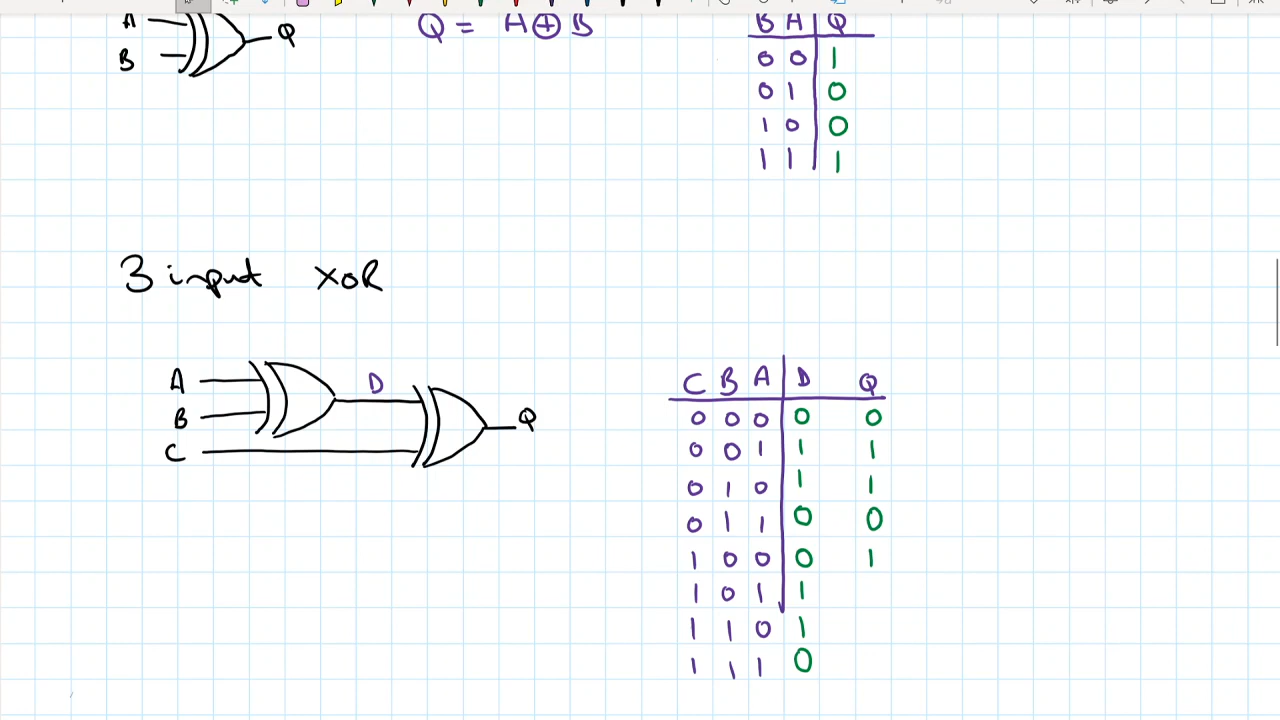 A
B
Q
Q = A⊕B
B A Q
0 0 1
0 1 0
1 0 0
1 1 1
3 input XOR
A
B
C
D
Q
C B A D Q
0 0 0 0 0
0 0 1 1 1
0 1 0 1 1
0 1 1 0 0
1 0 0 0 1
1 0 1 1
1 1 0 1
1 1 1 0